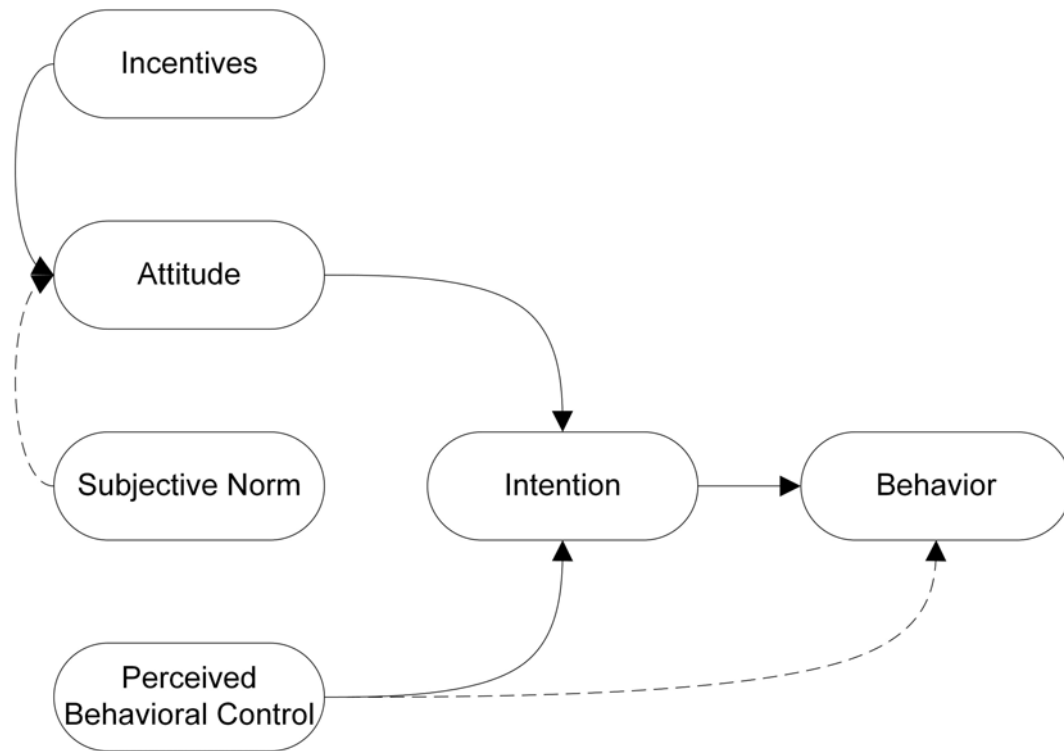 Incentives
Attitude
Subjective Norm
Intention
Behavior
Perceived
Behavioral Control